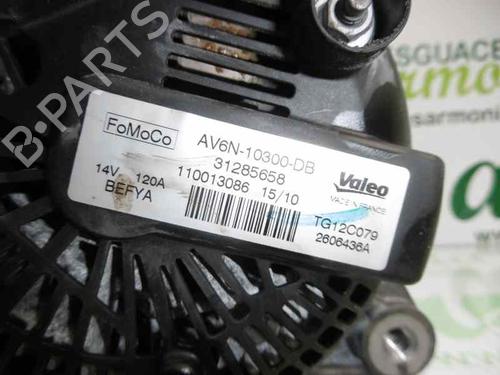 B-PARTS
FoMoCo
AV6N-10300-DB
31285658
14V 120A
110013086 15/10
BEFYA
Valeo
MADE IN FRANCE
TG12C079
2606436A